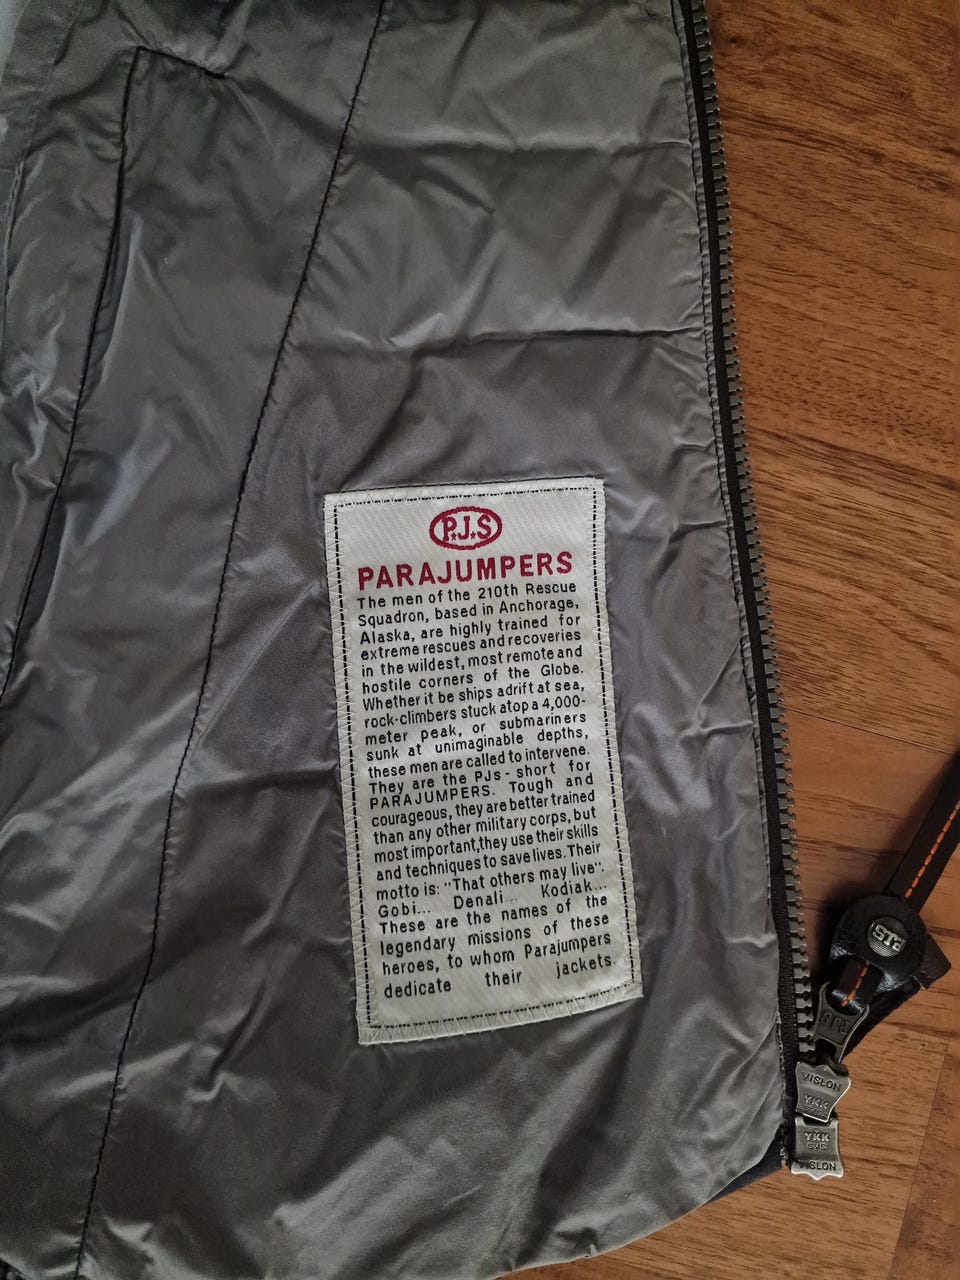 P.J.S
PARAJUMPERS
The men of the 210th Rescue
Squadron, based in Anchorage,
Alaska, are highly trained for
extreme rescues and recoveries
in the wildest, most remote and
hostile corners of the Globe.
Whether it be ships adrift at sea,
rock-climbers stuck atop a 4,000-
meter peak, or submariners
sunk at unimaginable depths,
these men are called to intervene.
They are the PJs - short for
PARAJUMPERS. Tough and
courageous, they are better trained
than any other military corps, but
most important,they use their skills
and techniques to save lives. Their
motto is: "That others may live".
Gobi... Denali... Kodiak...
These are the names of the
legendary missions of these
heroes, to whom Parajumpers
dedicate their jackets.
PJS
PJS
VISLON
YKK
YKK
VISLON